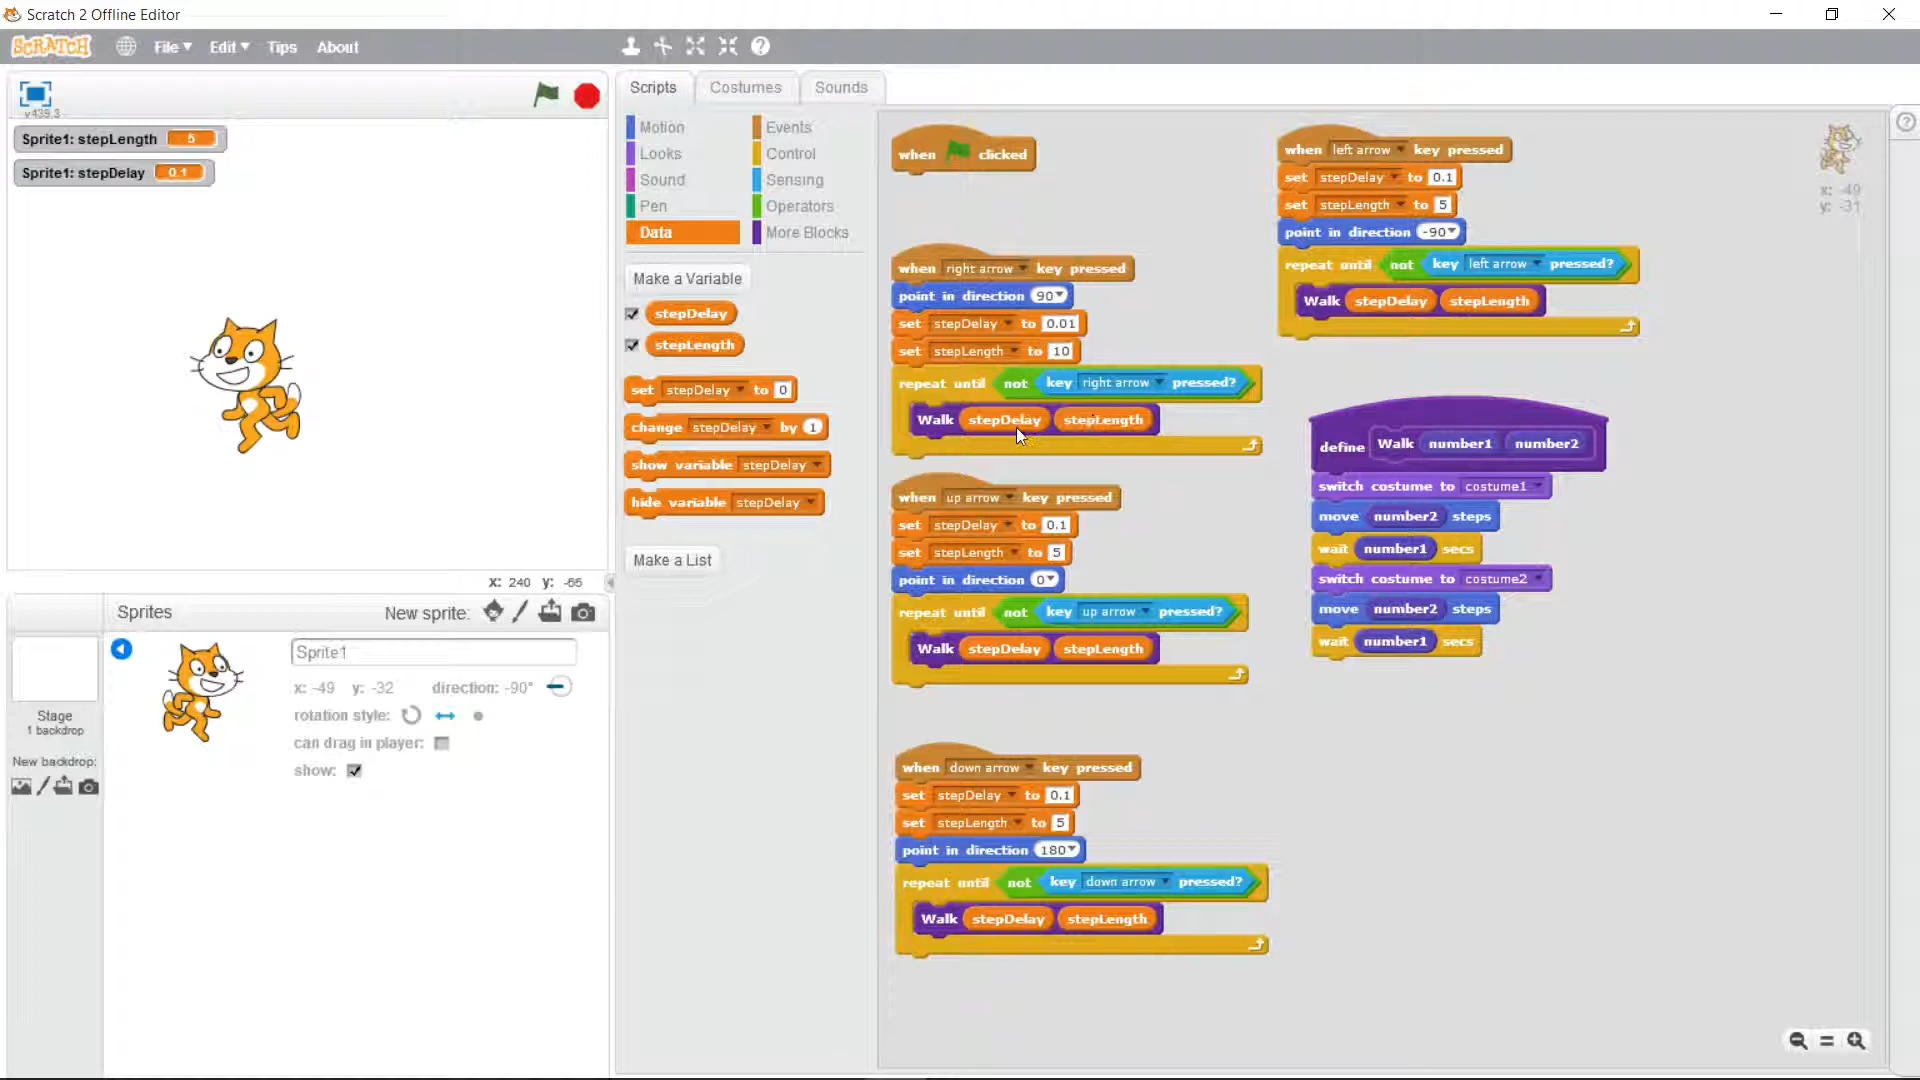 Scratch 2 Offline Editor
SCRATCH File Edit Tips About
v439.3
Sprite1: stepLength 5
Sprite1: stepDelay 0.1
x: 240 y: -65
Sprites New sprite:
Sprite1
x: -49 y: -32 direction: -90°
rotation style:
can drag in player:
show:
Stage
1 backdrop
New backdrop:
Scripts Costumes Sounds
Motion Events
Looks Control
Sound Sensing
Pen Operators
Data More Blocks
Make a Variable
stepDelay
stepLength
set stepDelay to 0
change stepDelay by 1
show variable stepDelay
hide variable stepDelay
Make a List
when clicked
when right arrow key pressed
point in direction 90
set stepDelay to 0.01
set stepLength to 10
repeat until not key right arrow pressed?
Walk stepDelay stepLength
when up arrow key pressed
set stepDelay to 0.1
set stepLength to 5
point in direction 0
repeat until not key up arrow pressed?
Walk stepDelay stepLength
when down arrow key pressed
set stepDelay to 0.1
set stepLength to 5
point in direction 180
repeat until not key down arrow pressed?
Walk stepDelay stepLength
when left arrow key pressed
set stepDelay to 0.1
set stepLength to 5
point in direction -90
repeat until not key left arrow pressed?
Walk stepDelay stepLength
define Walk number1 number2
switch costume to costume1
move number2 steps
wait number1 secs
switch costume to costume2
move number2 steps
wait number1 secs
x: -49
y: -31